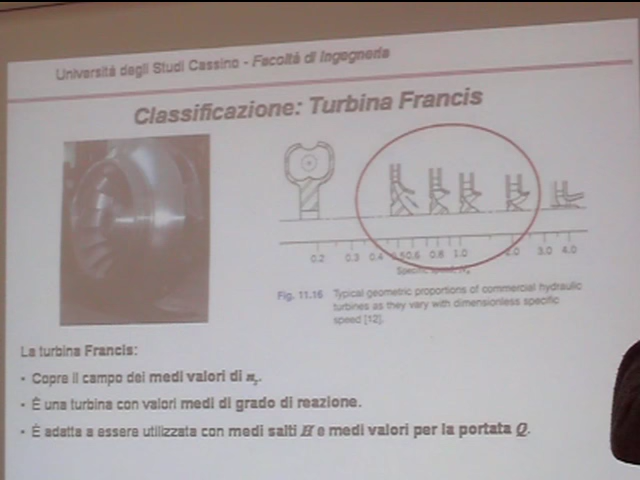 Università degli Studi Cassino - Facoltà di Ingegneria
Classificazione: Turbina Francis
0.2 0.3 0.4 0.6 0.8 1.0 2.0 3.0 4.0
Fig. 11.16 Typical geometric proportions of commercial hydraulic
turbines as they vary with dimensionless specific
speed [12].
La turbina Francis:
• Copre il campo dei medi valori di nₛ.
• È una turbina con valori medi di grado di reazione.
• È adatta a essere utilizzata con medi salti H e medi valori per la portata Q.